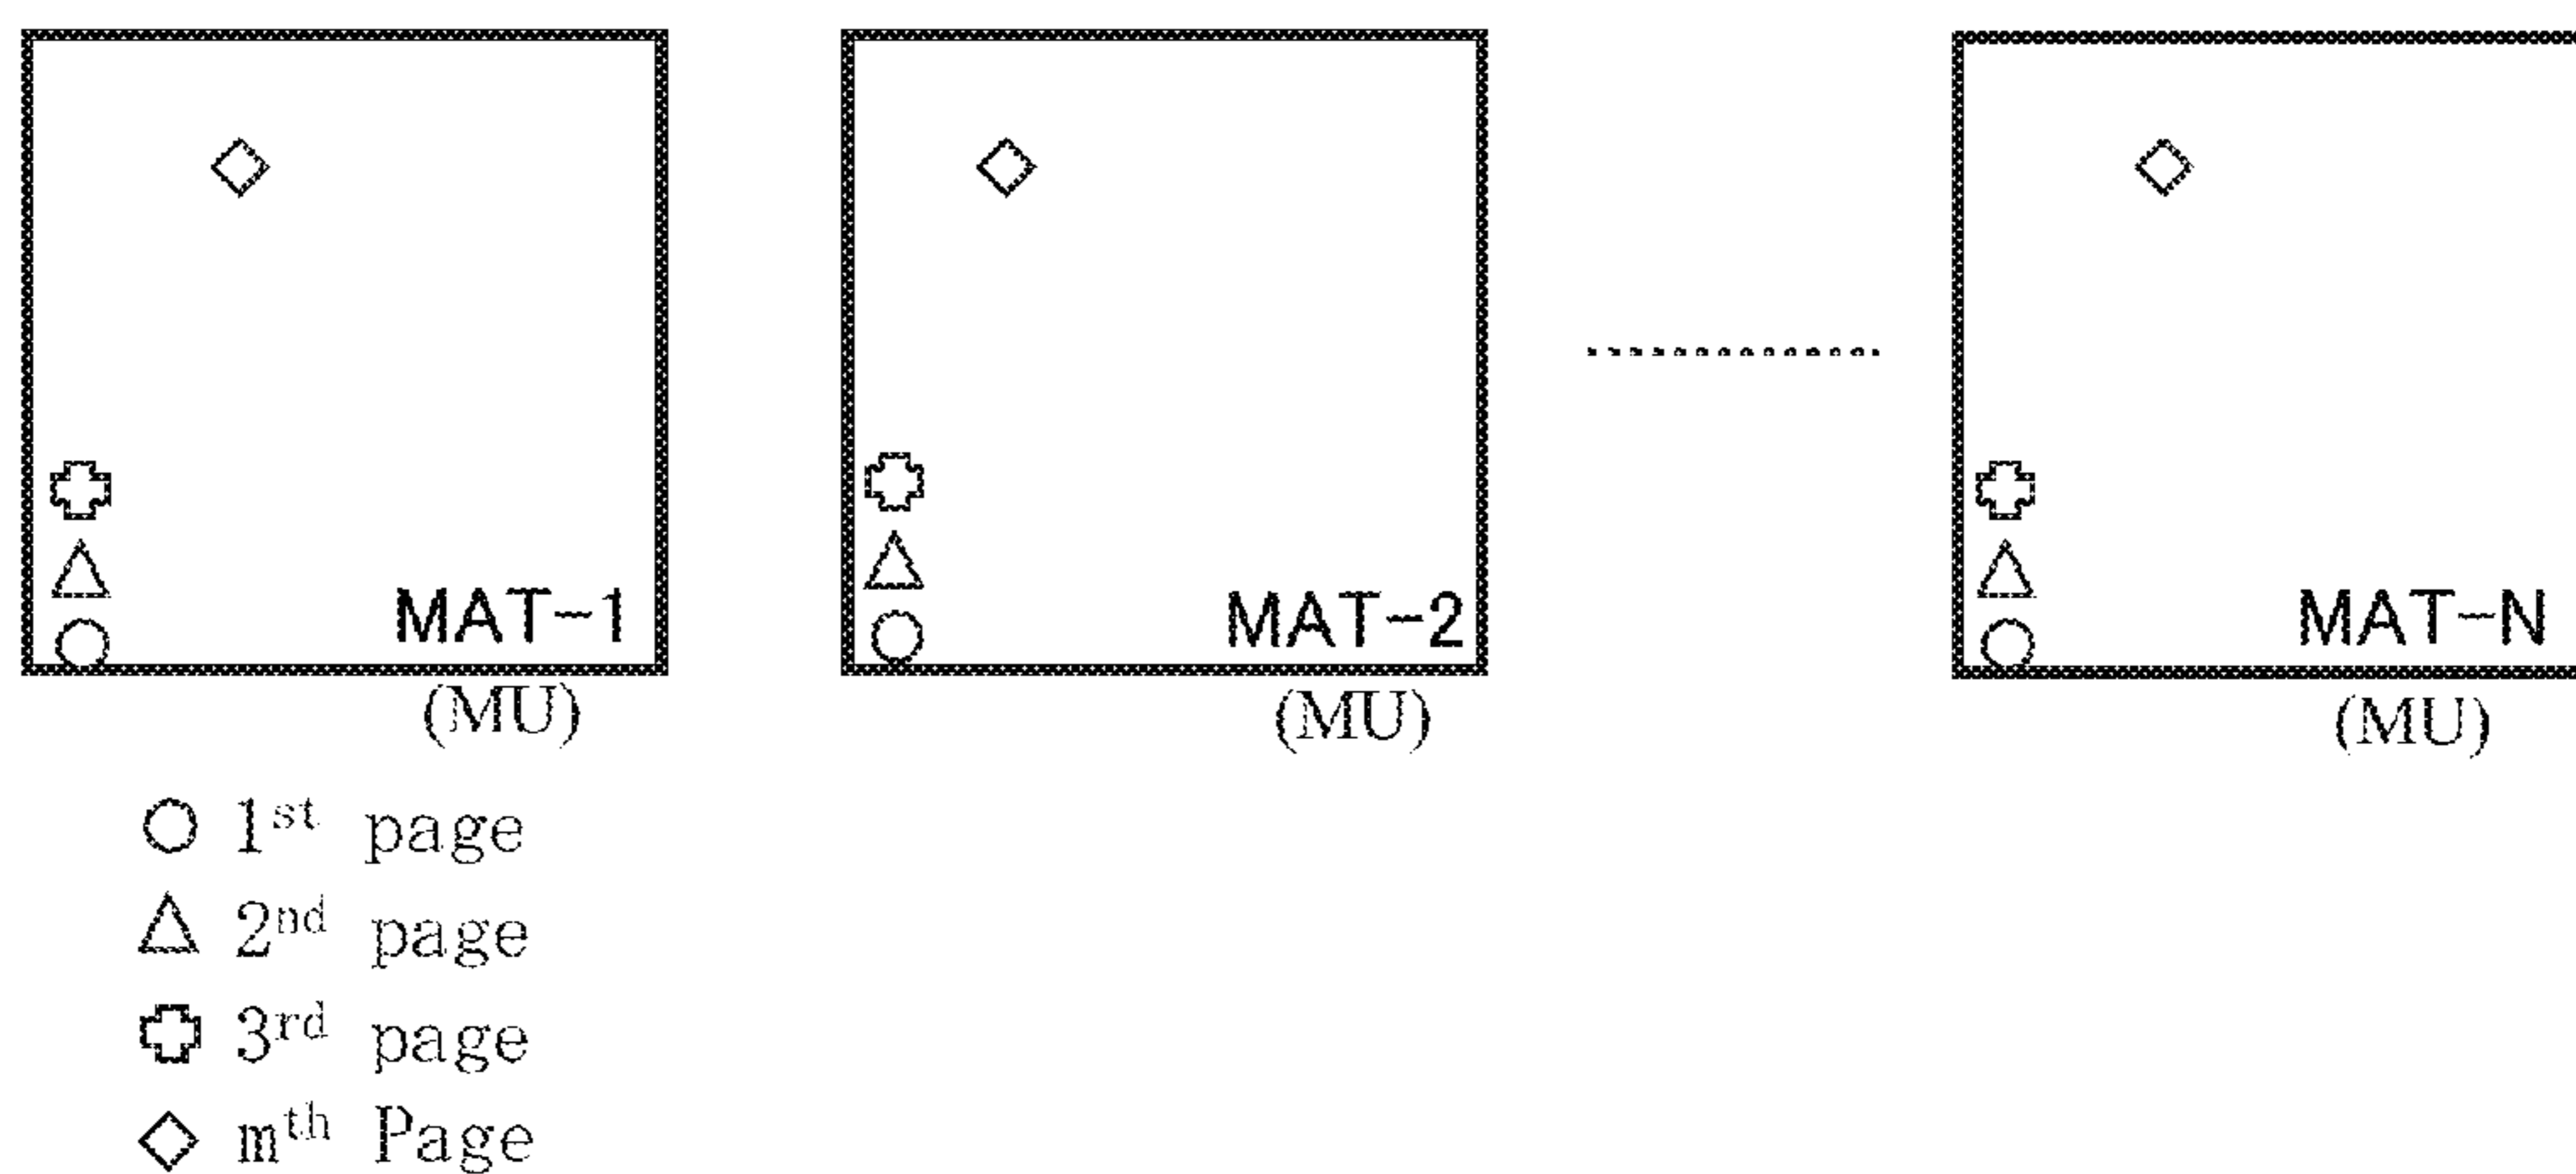 MAT-1 MAT-2 MAT-N
(MU) (MU) (MU)
1st page
2nd page
3rd page
mth Page